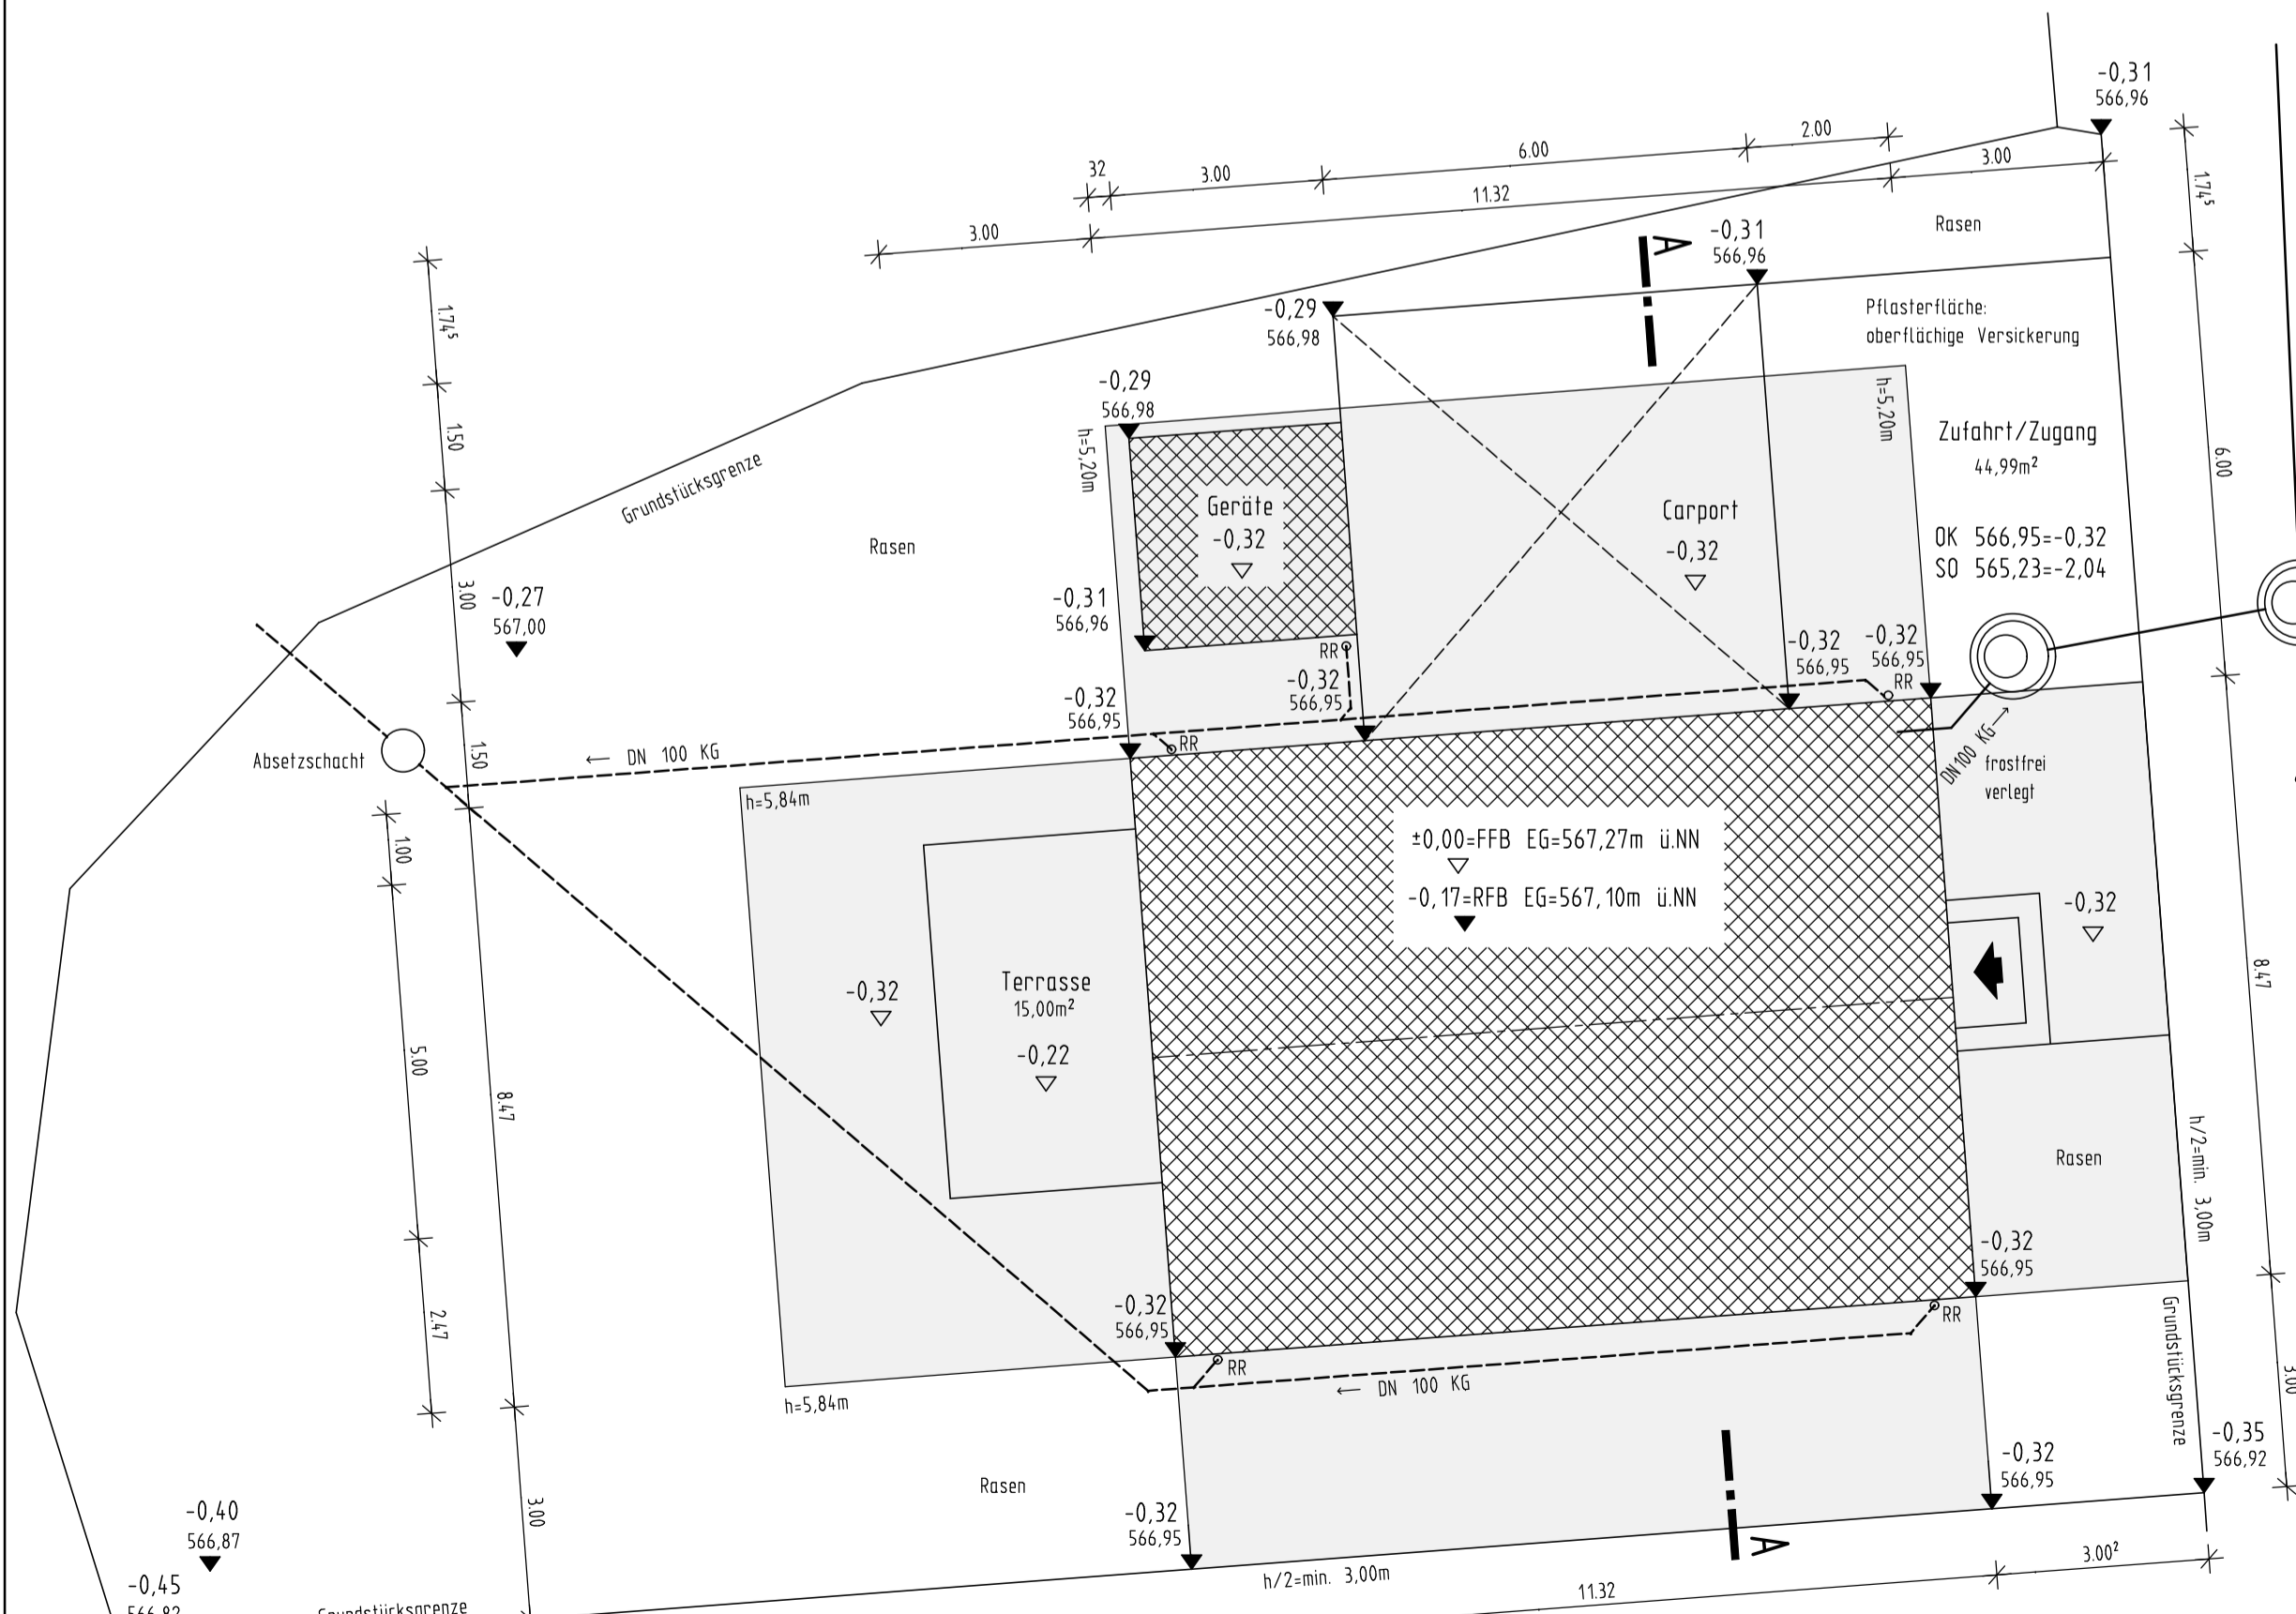 -0,31
566,96
2.00
6.00
32
3.00
3.00
11.32
3.00
1.74⁵
Rasen
A
-0,31
566,96
Pflasterfläche:
oberflächige Versickerung
-0,29
566,98
1.74⁵
-0,29
566,98
h=5,20m
h=5,20m
Zufahrt/Zugang
44,99m²
6.00
1.50
Grundstücksgrenze
Geräte
-0,32
Carport
-0,32
OK 566,95=-0,32
SO 565,23=-2,04
Rasen
3.00
-0,27
567,00
-0,31
566,96
RR
-0,32
566,95
-0,32
566,95
-0,32
566,95
RR
-0,32
566,95
RR
← DN 100 KG
1.50
Absetzschacht
DN100 KG→
frostfrei
verlegt
h=5,84m
1.00
±0,00=FFB EG=567,27m ü.NN
-0,17=RFB EG=567,10m ü.NN
-0,32
8.47
Terrasse
15,00m²
-0,22
-0,32
5.00
8.47
Rasen
h/2=min. 3,00m
-0,32
566,95
-0,32
566,95
2.47
RR
RR
← DN 100 KG
h=5,84m
Grundstücksgrenze
3.00
-0,35
566,92
-0,32
566,95
Rasen
3.00
-0,40
566,87
-0,32
566,95
A
h/2=min. 3,00m
3.00²
11.32
-0,45
566,82
Grundstücksgrenze